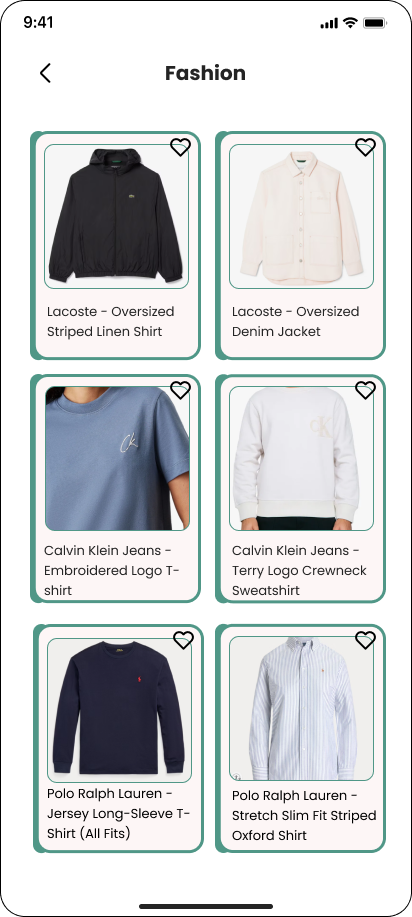 9:41
Fashion
Lacoste - Oversized
Striped Linen Shirt
Lacoste - Oversized
Denim Jacket
Ck
CK
Calvin Klein Jeans -
Embroidered Logo T-
shirt
Calvin Klein Jeans -
Terry Logo Crewneck
Sweatshirt
Polo Ralph Lauren -
Jersey Long-Sleeve T-
Shirt (All Fits)
Polo Ralph Lauren -
Stretch Slim Fit Striped
Oxford Shirt